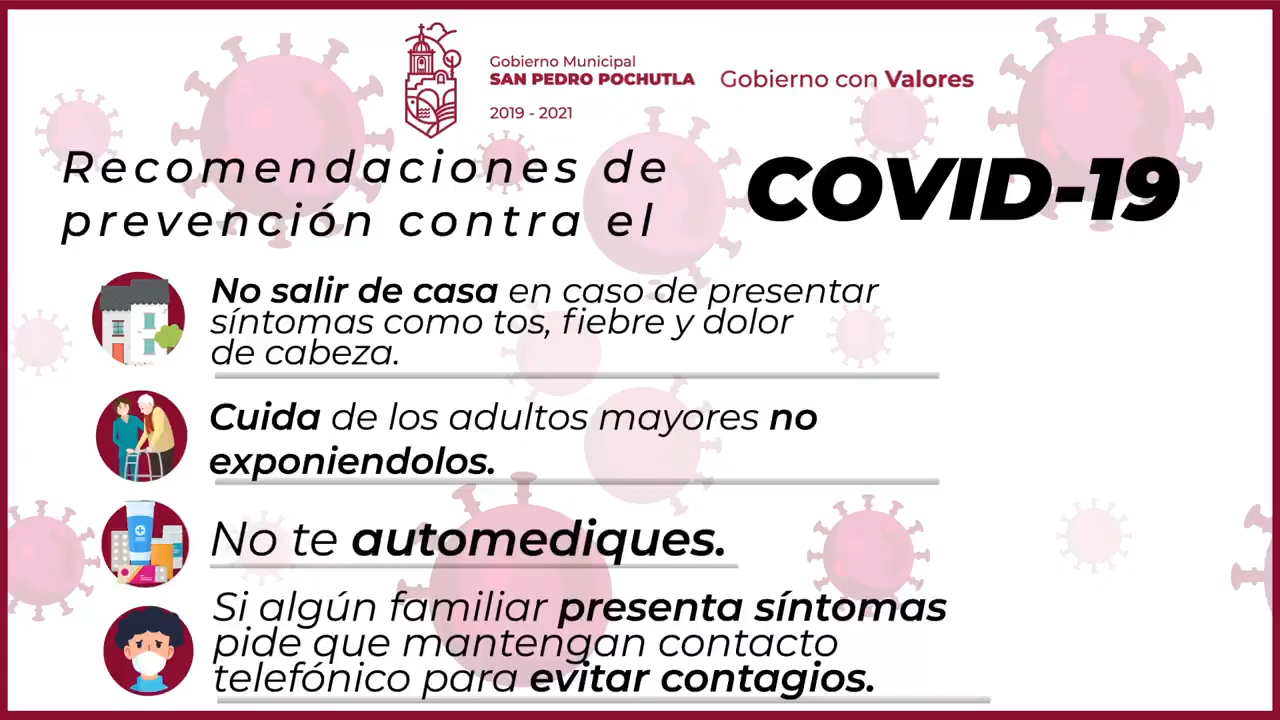 Gobierno Municipal
SAN PEDRO POCHUTLA
2019 - 2021
Gobierno con Valores
Recomendaciones de
prevención contra el
COVID-19
No salir de casa en caso de presentar
síntomas como tos, fiebre y dolor
de cabeza.
Cuida de los adultos mayores no
exponiendolos.
No te automediques.
Si algún familiar presenta síntomas
pide que mantengan contacto
telefónico para evitar contagios.